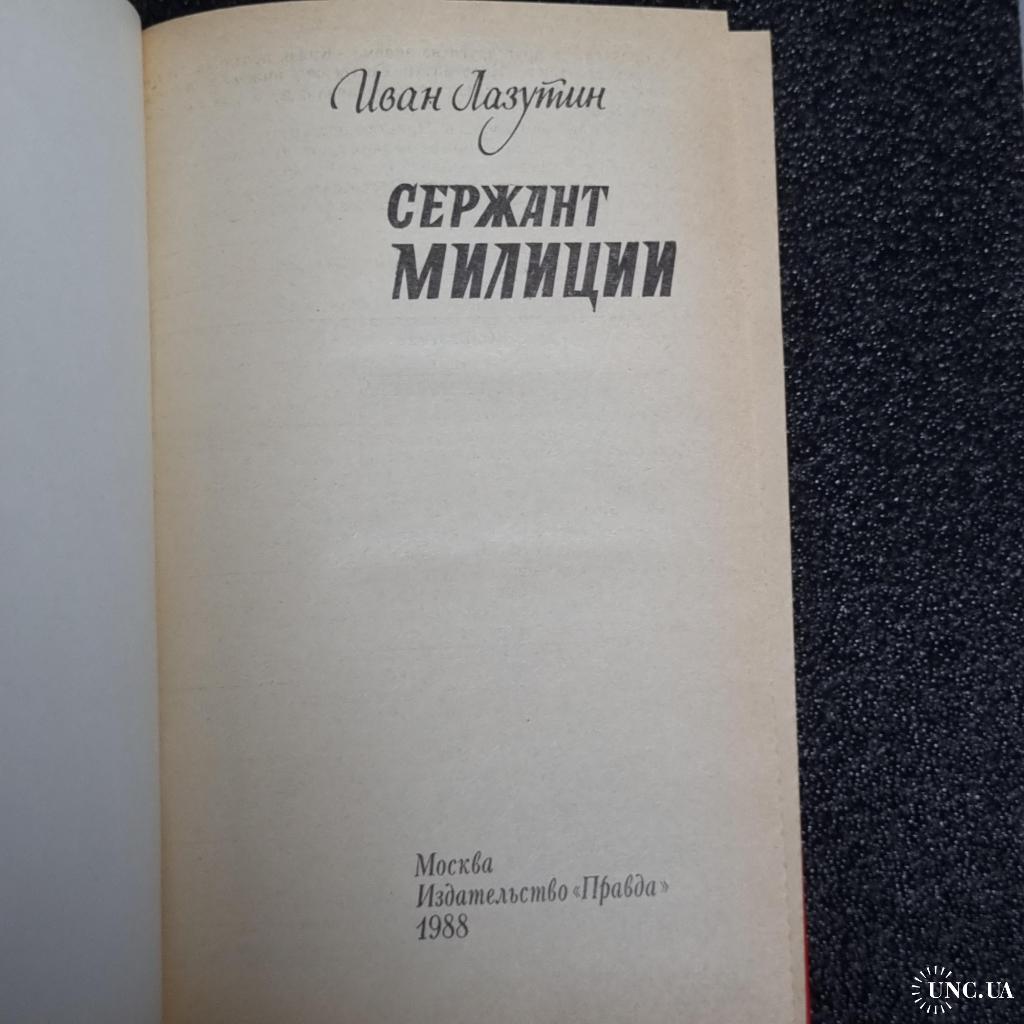 Иван Лазутин
СЕРЖАНТ
МИЛИЦИИ
Москва
Издательство «Правда»
1988
UNC.UA